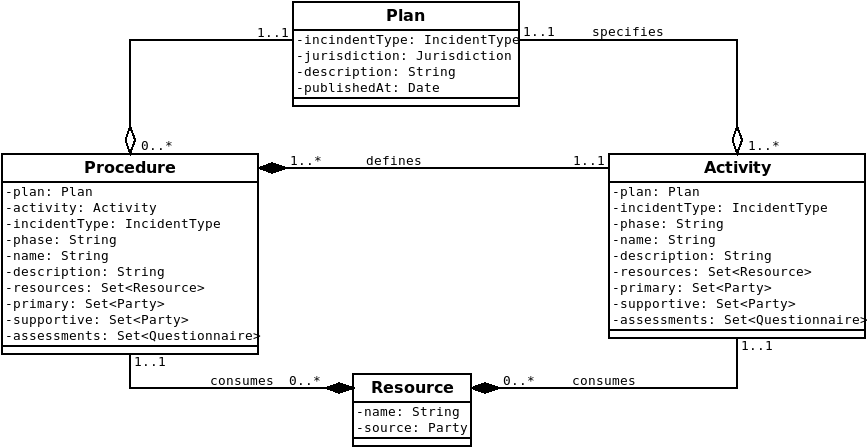 Plan
-incindentType: IncidentType
-jurisdiction: Jurisdiction
-description: String
-publishedAt: Date
1..1
1..1
specifies
0..*
1..*
Procedure
-plan: Plan
-activity: Activity
-incidentType: IncidentType
-phase: String
-name: String
-description: String
-resources: Set<Resource>
-primary: Set<Party>
-supportive: Set<Party>
-assessments: Set<Questionnaire>
1..*
defines
1..1
Activity
-plan: Plan
-incidentType: IncidentType
-phase: String
-name: String
-description: String
-resources: Set<Resource>
-primary: Set<Party>
-supportive: Set<Party>
-assessments: Set<Questionnaire>
1..1
1..1
consumes
0..*
0..*
consumes
Resource
-name: String
-source: Party